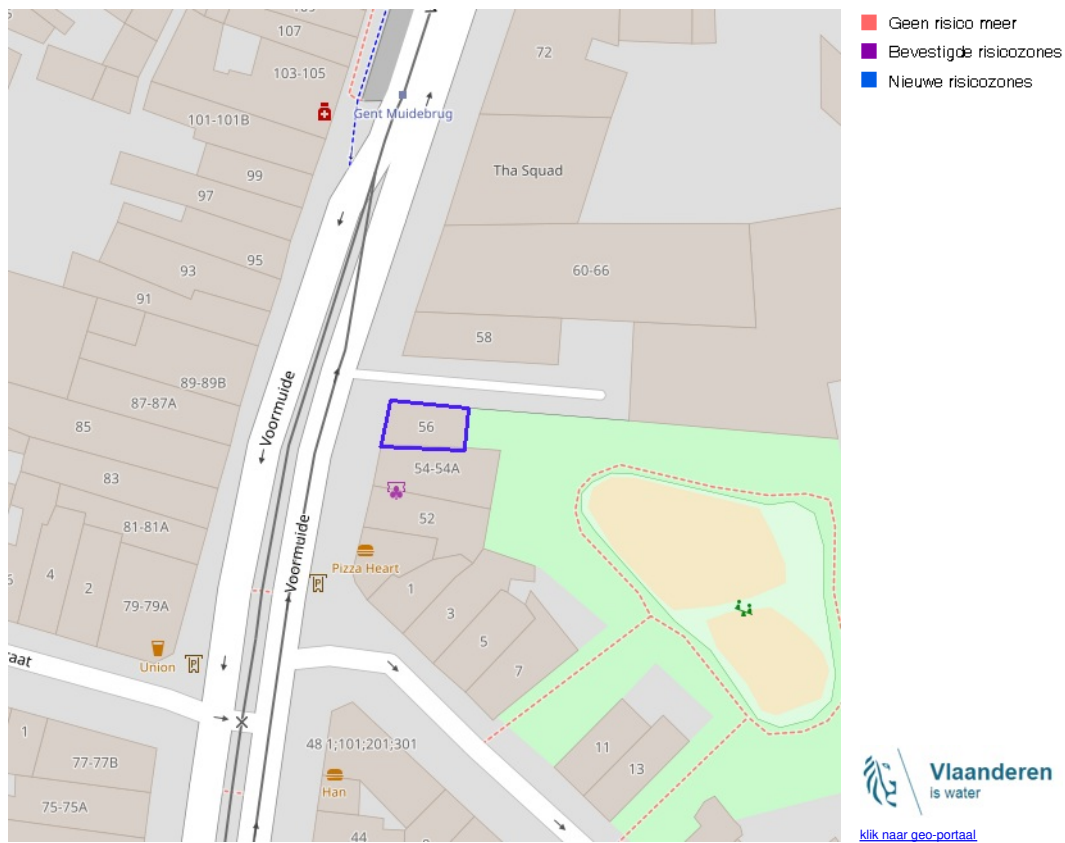 Geen risico meer
Bevestigde risicozones
Nieuwe risicozones
107
72
103-105
Gent Muidebrug
101-101B
Tha Squad
99
97
95
93
60-66
91
58
89-89B
Voormuide
87-87A
85
56
54-54A
83
52
81-81A
Voormuide
Pizza Heart
4
2
1
79-79A
3
P
5
Union
P
7
aat
1
48 1;101;201;301
11
77-77B
13
Han
75-75A
44
Vlaanderen
is water
klik naar geo-portaal